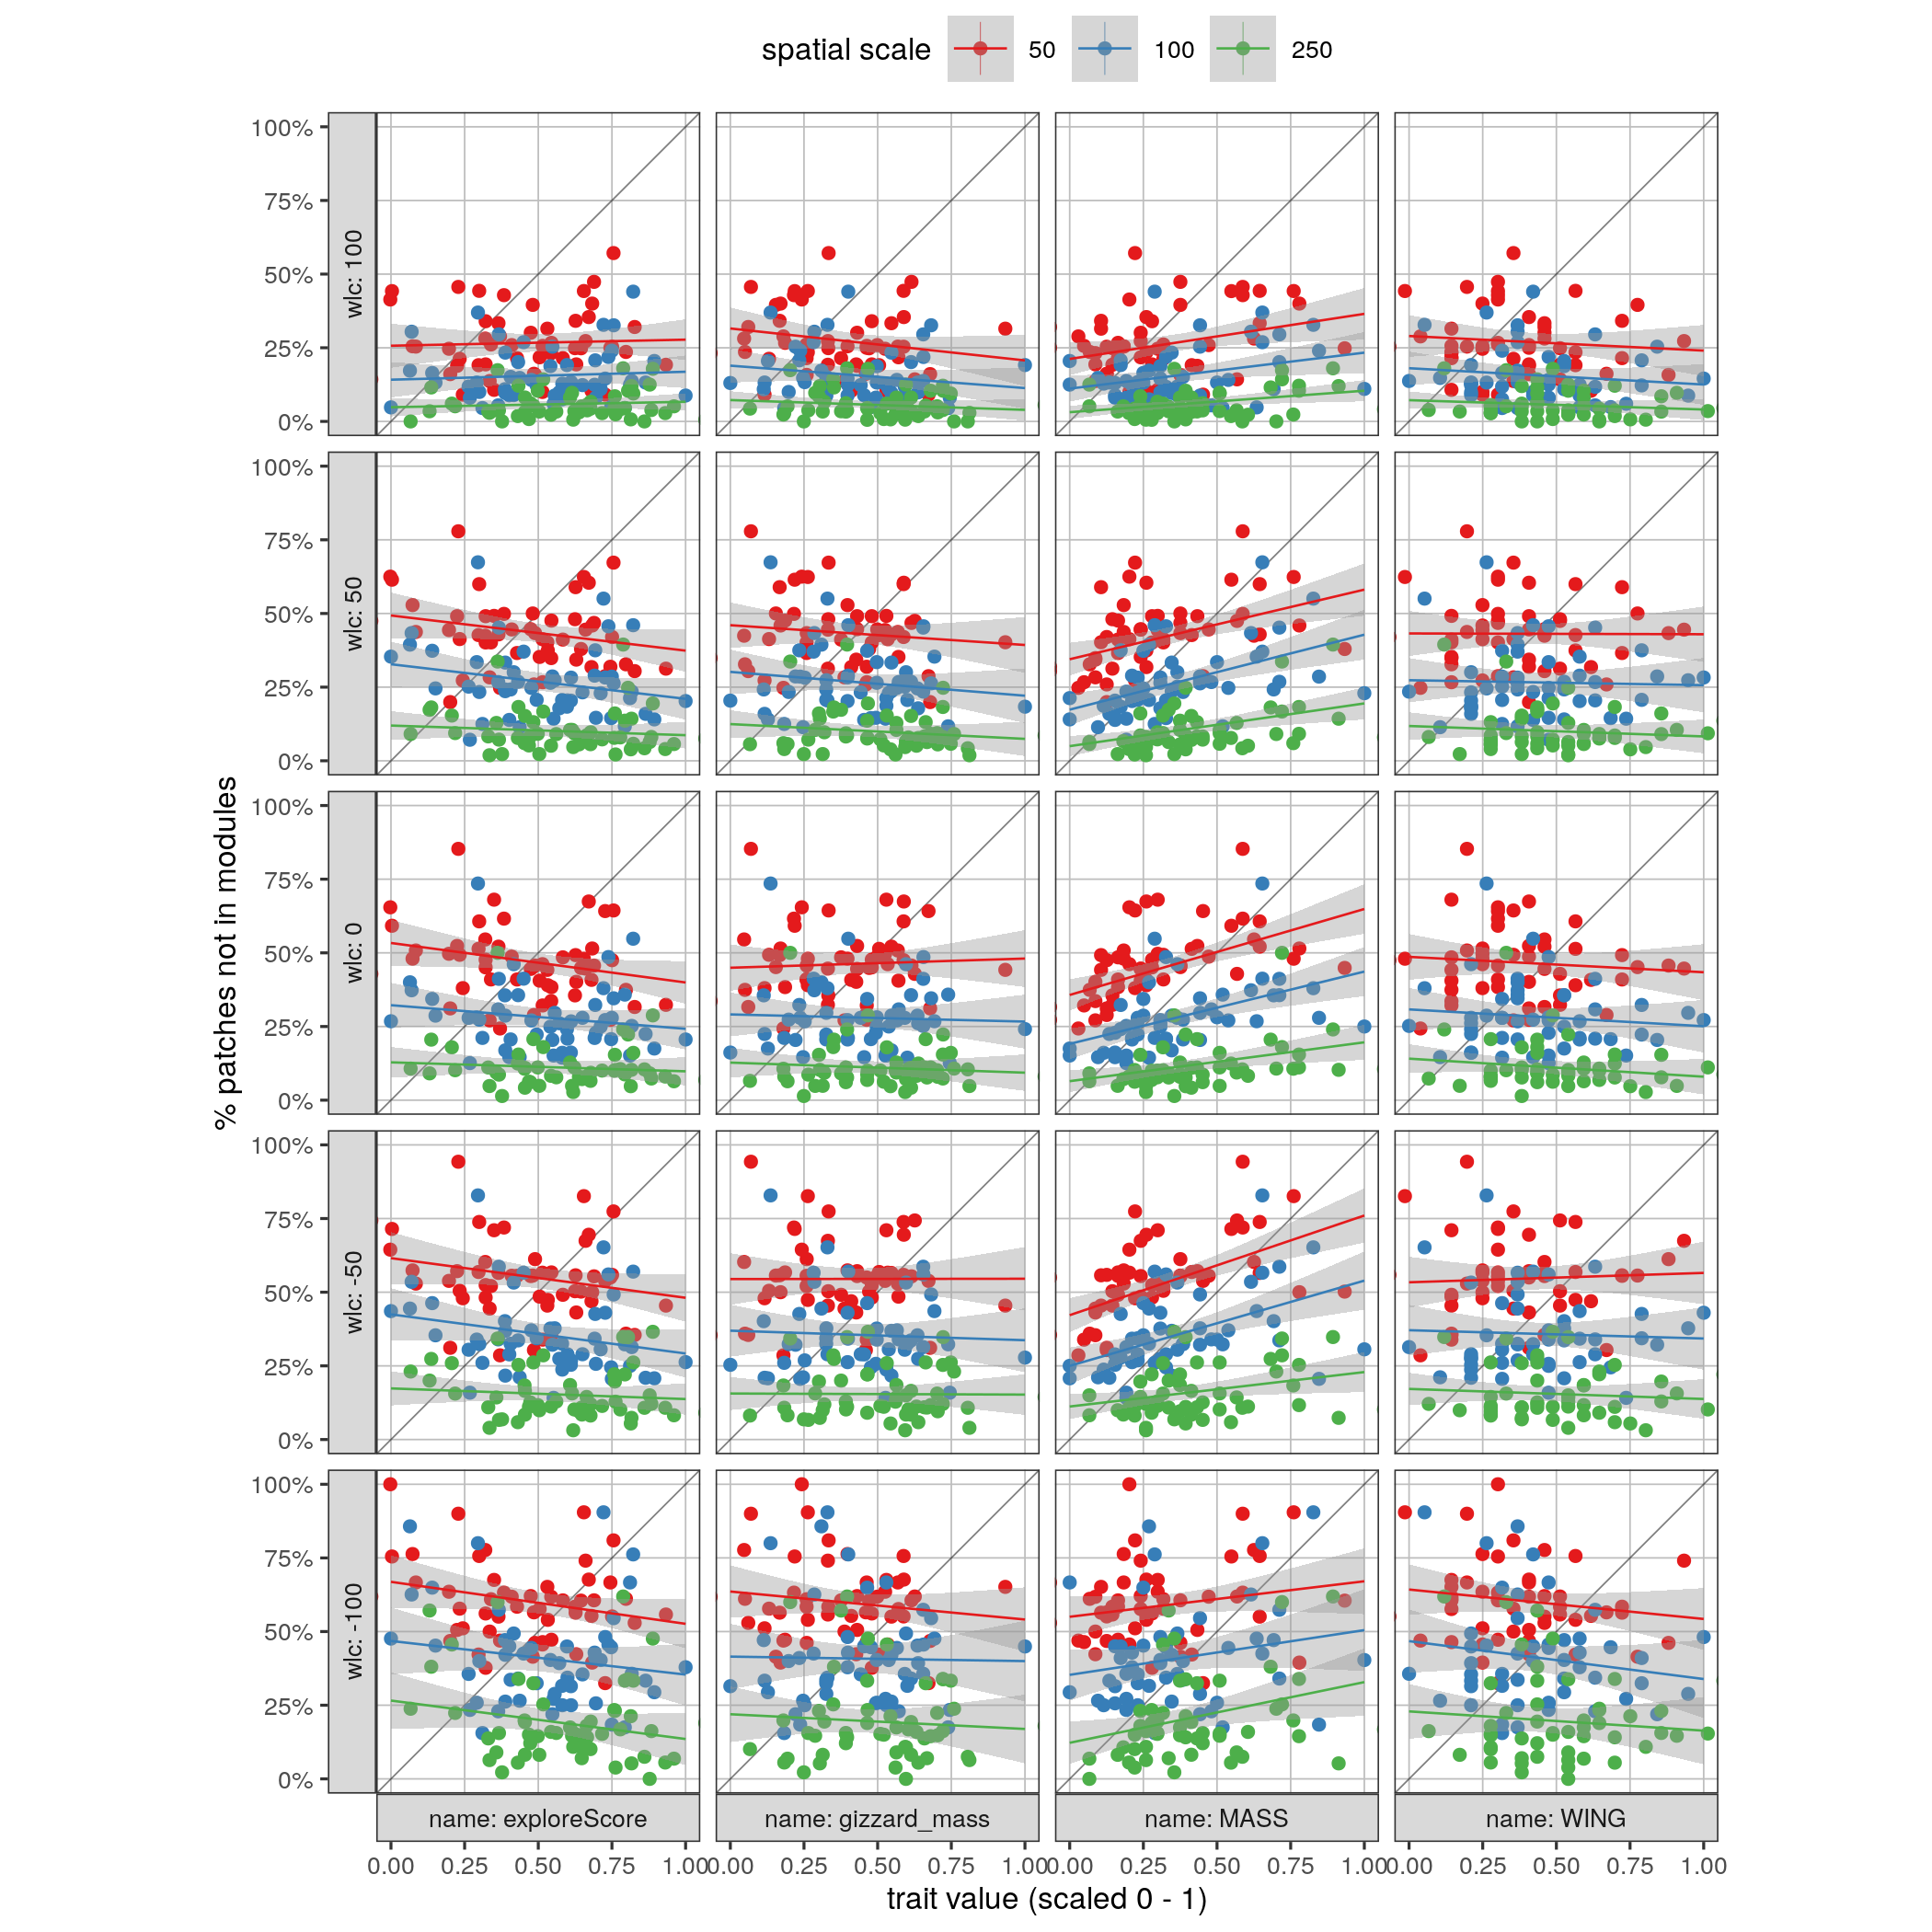 spatial scale 50 100 250
% patches not in modules
wlc: 100
100%
75%
50%
25%
0%
wlc: 50
100%
75%
50%
25%
0%
wlc: 0
100%
75%
50%
25%
0%
wlc: -50
100%
75%
50%
25%
0%
wlc: -100
100%
75%
50%
25%
0%
name: exploreScore name: gizzard_mass name: MASS name: WING
0.00 0.25 0.50 0.75 1.00 0.00 0.25 0.50 0.75 1.00 0.00 0.25 0.50 0.75 1.00 0.00 0.25 0.50 0.75 1.00
trait value (scaled 0 - 1)